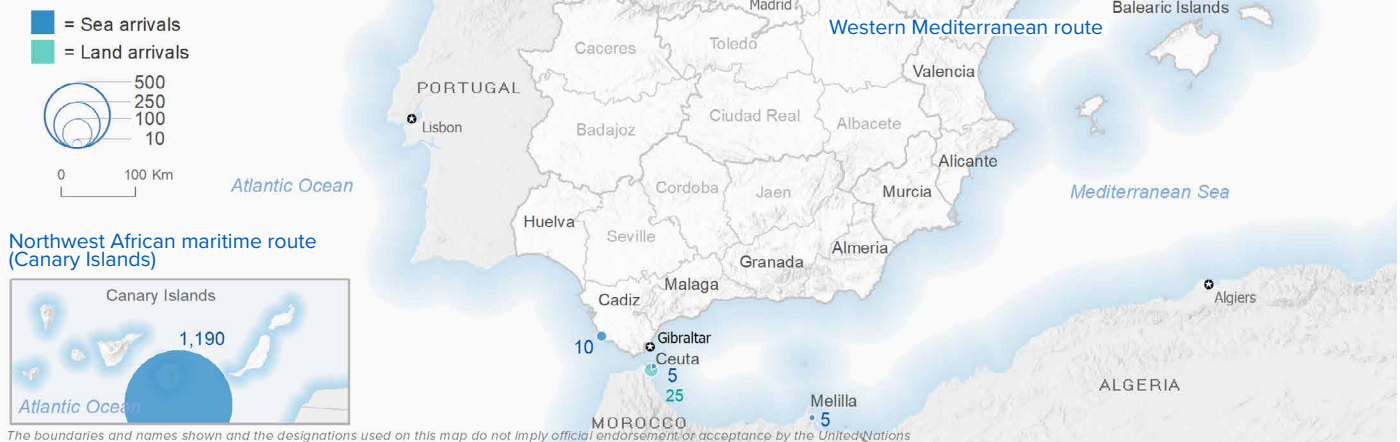 = Sea arrivals
= Land arrivals
500
250
100
10
0 100 Km
Madrid
Western Mediterranean route
Balearic Islands
Caceres
Toledo
Valencia
PORTUGAL
Lisbon
Badajoz
Ciudad Real
Albacete
Alicante
Atlantic Ocean
Cordoba
Jaen
Murcia
Mediterranean Sea
Huelva
Seville
Almeria
Granada
Malaga
Cadiz
Algiers
Northwest African maritime route
(Canary Islands)
Canary Islands
1,190
Atlantic Ocean
10
Gibraltar
Ceuta
5
25
Melilla
5
MOROCCO
ALGERIA
The boundaries and names shown and the designations used on this map do not imply official endorsement or acceptance by the United Nations